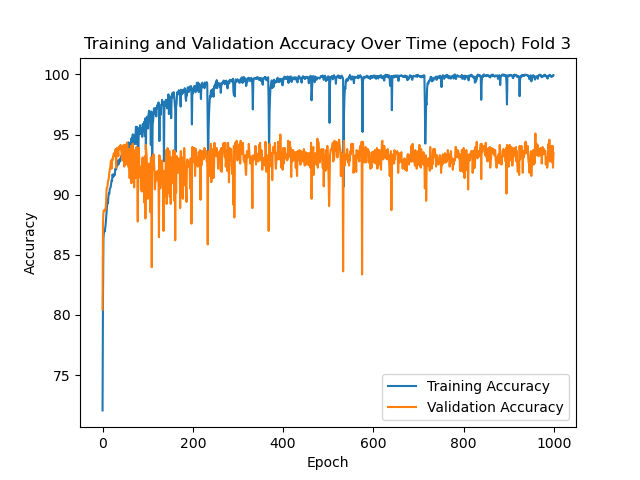 Training and Validation Accuracy Over Time (epoch) Fold 3
100
95
90
85
80
75
Accuracy
0
200
400
600
800
1000
Epoch
Training Accuracy
Validation Accuracy